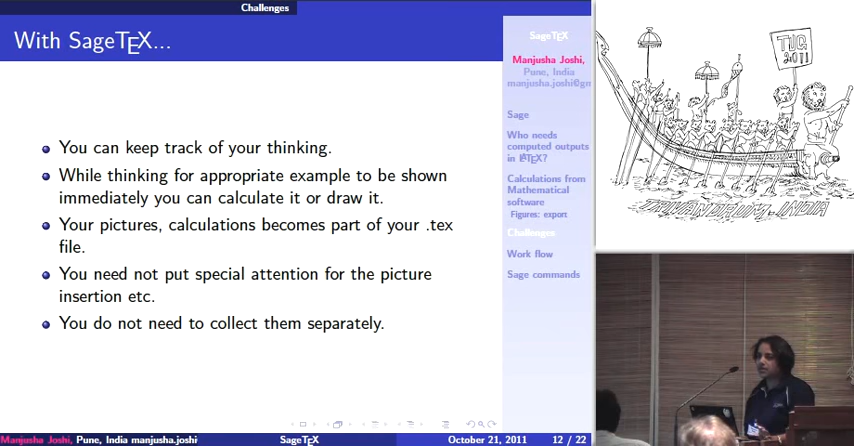 Challenges
With SageTEX...
You can keep track of your thinking.
While thinking for appropriate example to be shown
immediately you can calculate it or draw it.
Your pictures, calculations becomes part of your .tex
file.
You need not put special attention for the picture
insertion etc.
You do not need to collect them separately.
SageTEX
Manjusha Joshi,
Pune, India
manjusha.joshi@gm
Sage
Who needs
computed outputs
in LATEX?
Calculations from
Mathematical
software
Figures: export
Challenges
Work flow
Sage commands
Manjusha Joshi, Pune, India manjusha.joshi
SageTEX
October 21, 2011
12 / 22
TUG
2011
TRIVANDRUM - INDIA